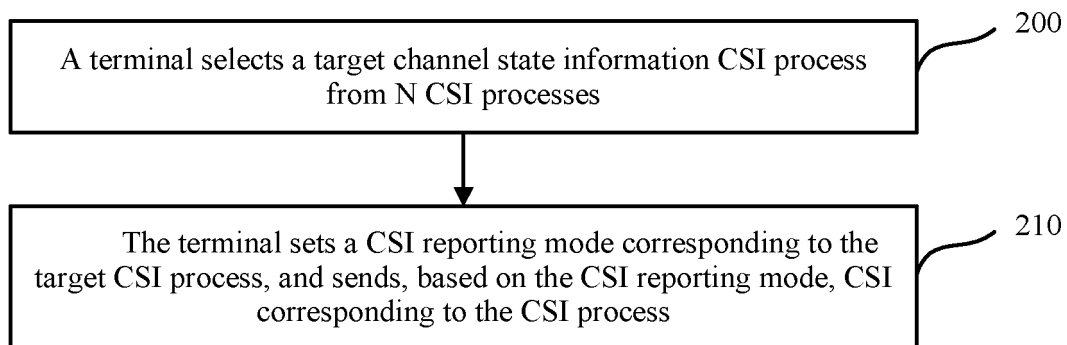 200
A terminal selects a target channel state information CSI process
from N CSI processes
210
The terminal sets a CSI reporting mode corresponding to the
target CSI process, and sends, based on the CSI reporting mode, CSI
corresponding to the CSI process